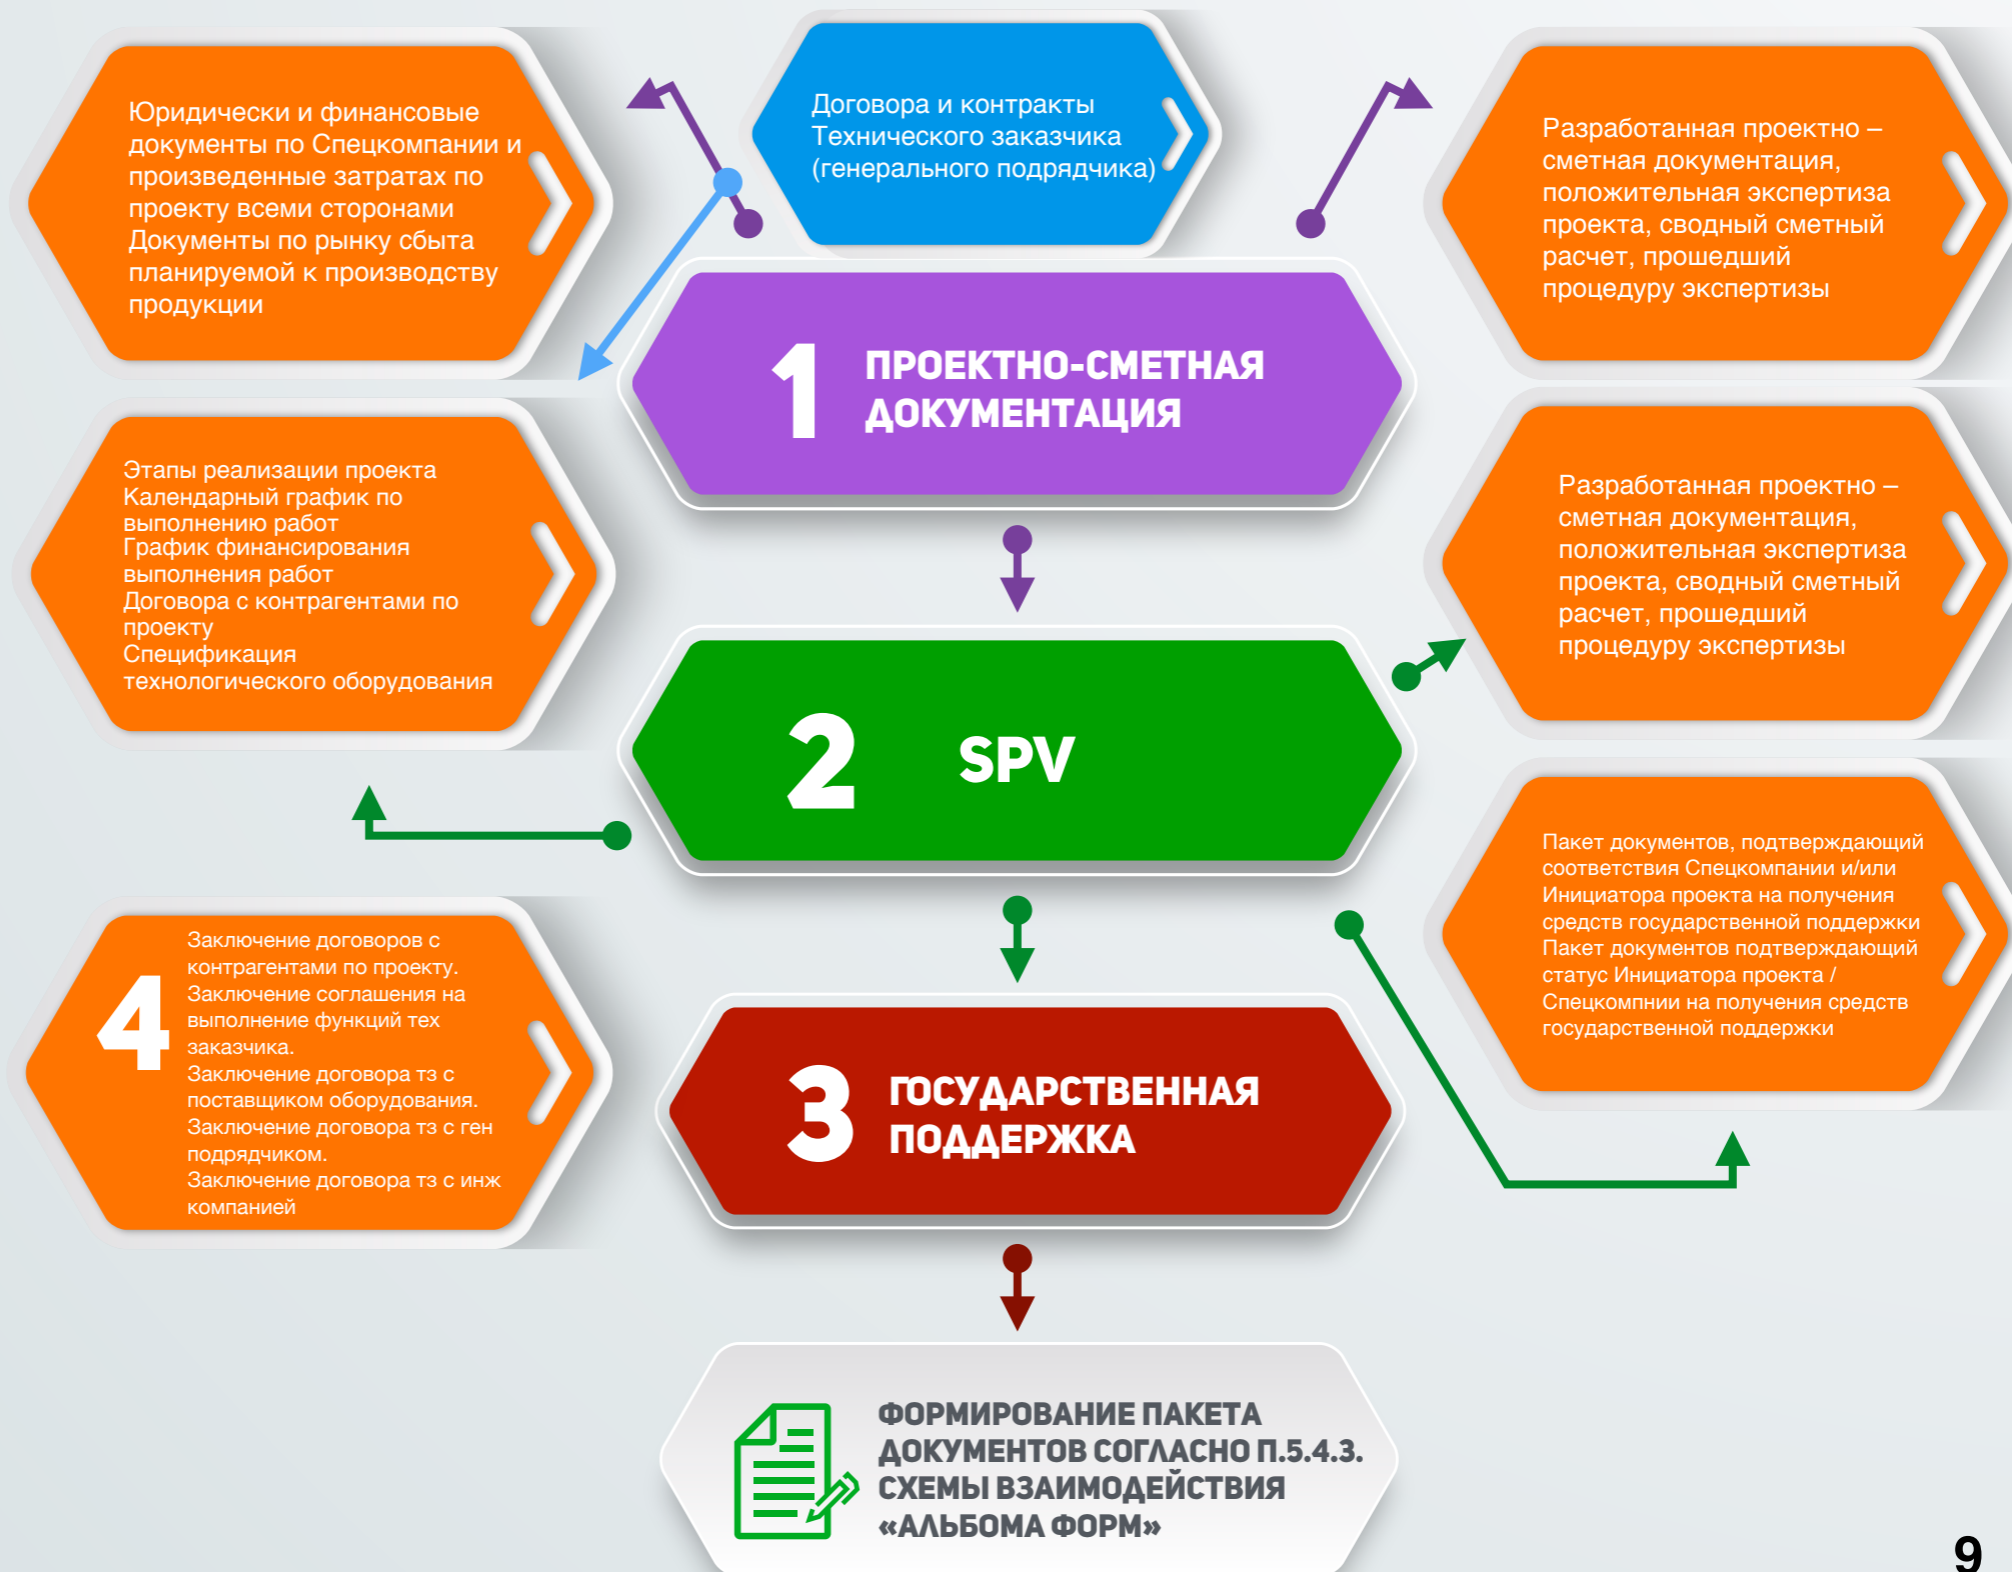 Юридически и финансовые
документы по Спецкомпании и
произведенные затратах по
проекту всеми сторонами
Документы по рынку сбыта
планируемой к производству
продукции
Договора и контракты
Технического заказчика
(генерального подрядчика)
Разработанная проектно –
сметная документация,
положительная экспертиза
проекта, сводный сметный
расчет, прошедший
процедуру экспертизы
1
ПРОЕКТНО-СМЕТНАЯ
ДОКУМЕНТАЦИЯ
Этапы реализации проекта
Календарный график по
выполнению работ
График финансирования
выполнения работ
Договора с контрагентами по
проекту
Спецификация
технологического оборудования
Разработанная проектно –
сметная документация,
положительная экспертиза
проекта, сводный сметный
расчет, прошедший
процедуру экспертизы
2
SPV
Пакет документов, подтверждающий
соответствия Спецкомпании и/или
Инициатора проекта на получения
средств государственной поддержки
Пакет документов подтверждающий
статус Инициатора проекта /
Спецкомпнии на получения средств
государственной поддержки
4
Заключение договоров с
контрагентами по проекту.
Заключение соглашения на
выполнение функций тех
заказчика.
Заключение договора тз с
поставщиком оборудования.
Заключение договора тз с ген
подрядчиком.
Заключение договора тз с инж
компанией
3
ГОСУДАРСТВЕННАЯ
ПОДДЕРЖКА
ФОРМИРОВАНИЕ ПАКЕТА
ДОКУМЕНТОВ СОГЛАСНО П.5.4.3.
СХЕМЫ ВЗАИМОДЕЙСТВИЯ
«АЛЬБОМА ФОРМ»
9